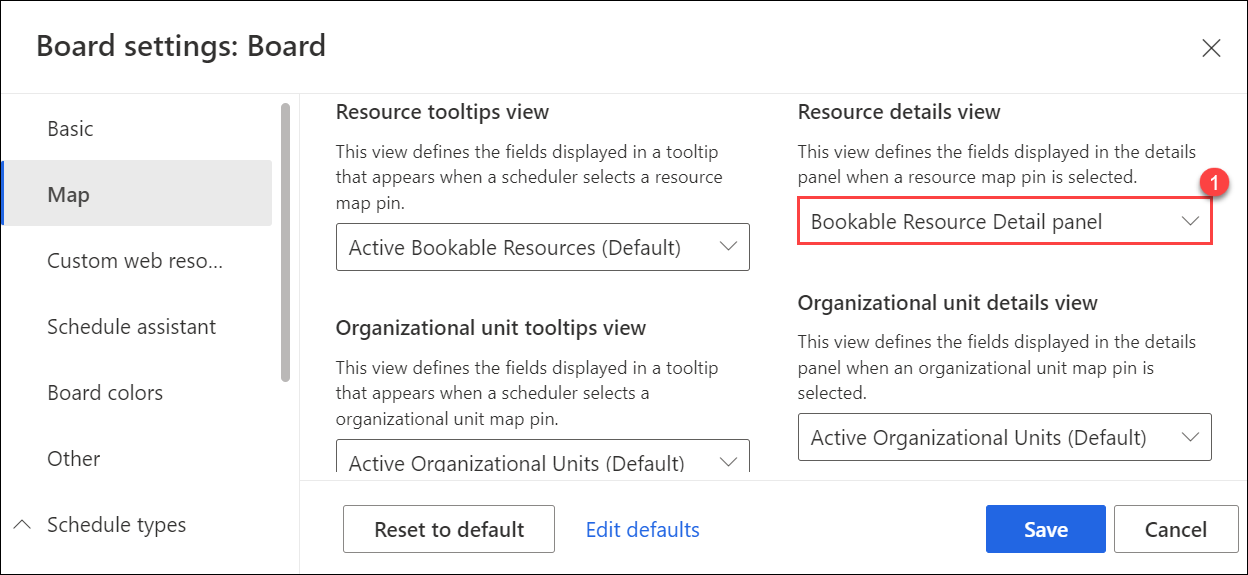 Board settings: Board
Basic
Map
Custom web reso...
Schedule assistant
Board colors
Other
Schedule types
Resource tooltips view
This view defines the fields displayed in a tooltip
that appears when a scheduler selects a resource
map pin.
Active Bookable Resources (Default)
Organizational unit tooltips view
This view defines the fields displayed in a tooltip
that appears when a scheduler selects a
organizational unit map pin.
Active Organizational Units (Default)
Resource details view
This view defines the fields displayed in the details
panel when a resource map pin is selected.
1
Bookable Resource Detail panel
Organizational unit details view
This view defines the fields displayed in the details
panel when an organizational unit map pin is
selected.
Active Organizational Units (Default)
Reset to default
Edit defaults
Save
Cancel